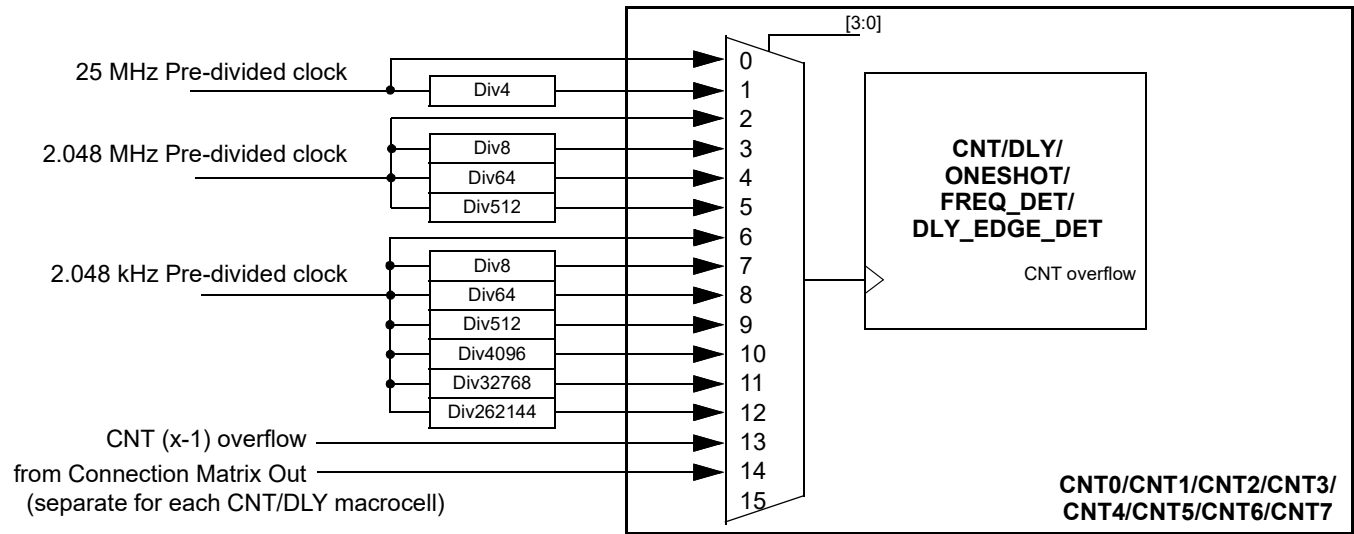 [3:0]
0
25 MHz Pre-divided clock
Div4
1
2
2.048 MHz Pre-divided clock
Div8
3
Div64
4
Div512
5
6
2.048 kHz Pre-divided clock
Div8
7
Div64
8
Div512
9
Div4096
10
Div32768
11
Div262144
12
CNT (x-1) overflow
13
from Connection Matrix Out
14
(separate for each CNT/DLY macrocell)
15
CNT/DLY/
ONESHOT/
FREQ_DET/
DLY_EDGE_DET
CNT overflow
CNT0/CNT1/CNT2/CNT3/
CNT4/CNT5/CNT6/CNT7